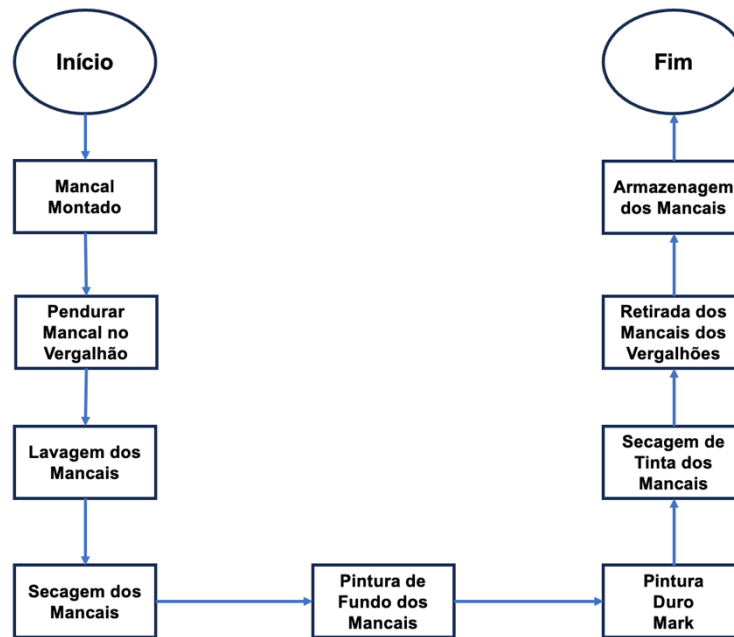 Início
Mancal
Montado
Pendurar
Mancal no
Vergalhão
Lavagem dos
Mancais
Secagem dos
Mancais
Pintura de
Fundo dos
Mancais
Pintura
Duro
Mark
Secagem de
Tinta dos
Mancais
Retirada dos
Mancais dos
Vergalhões
Armazenagem
dos Mancais
Fim